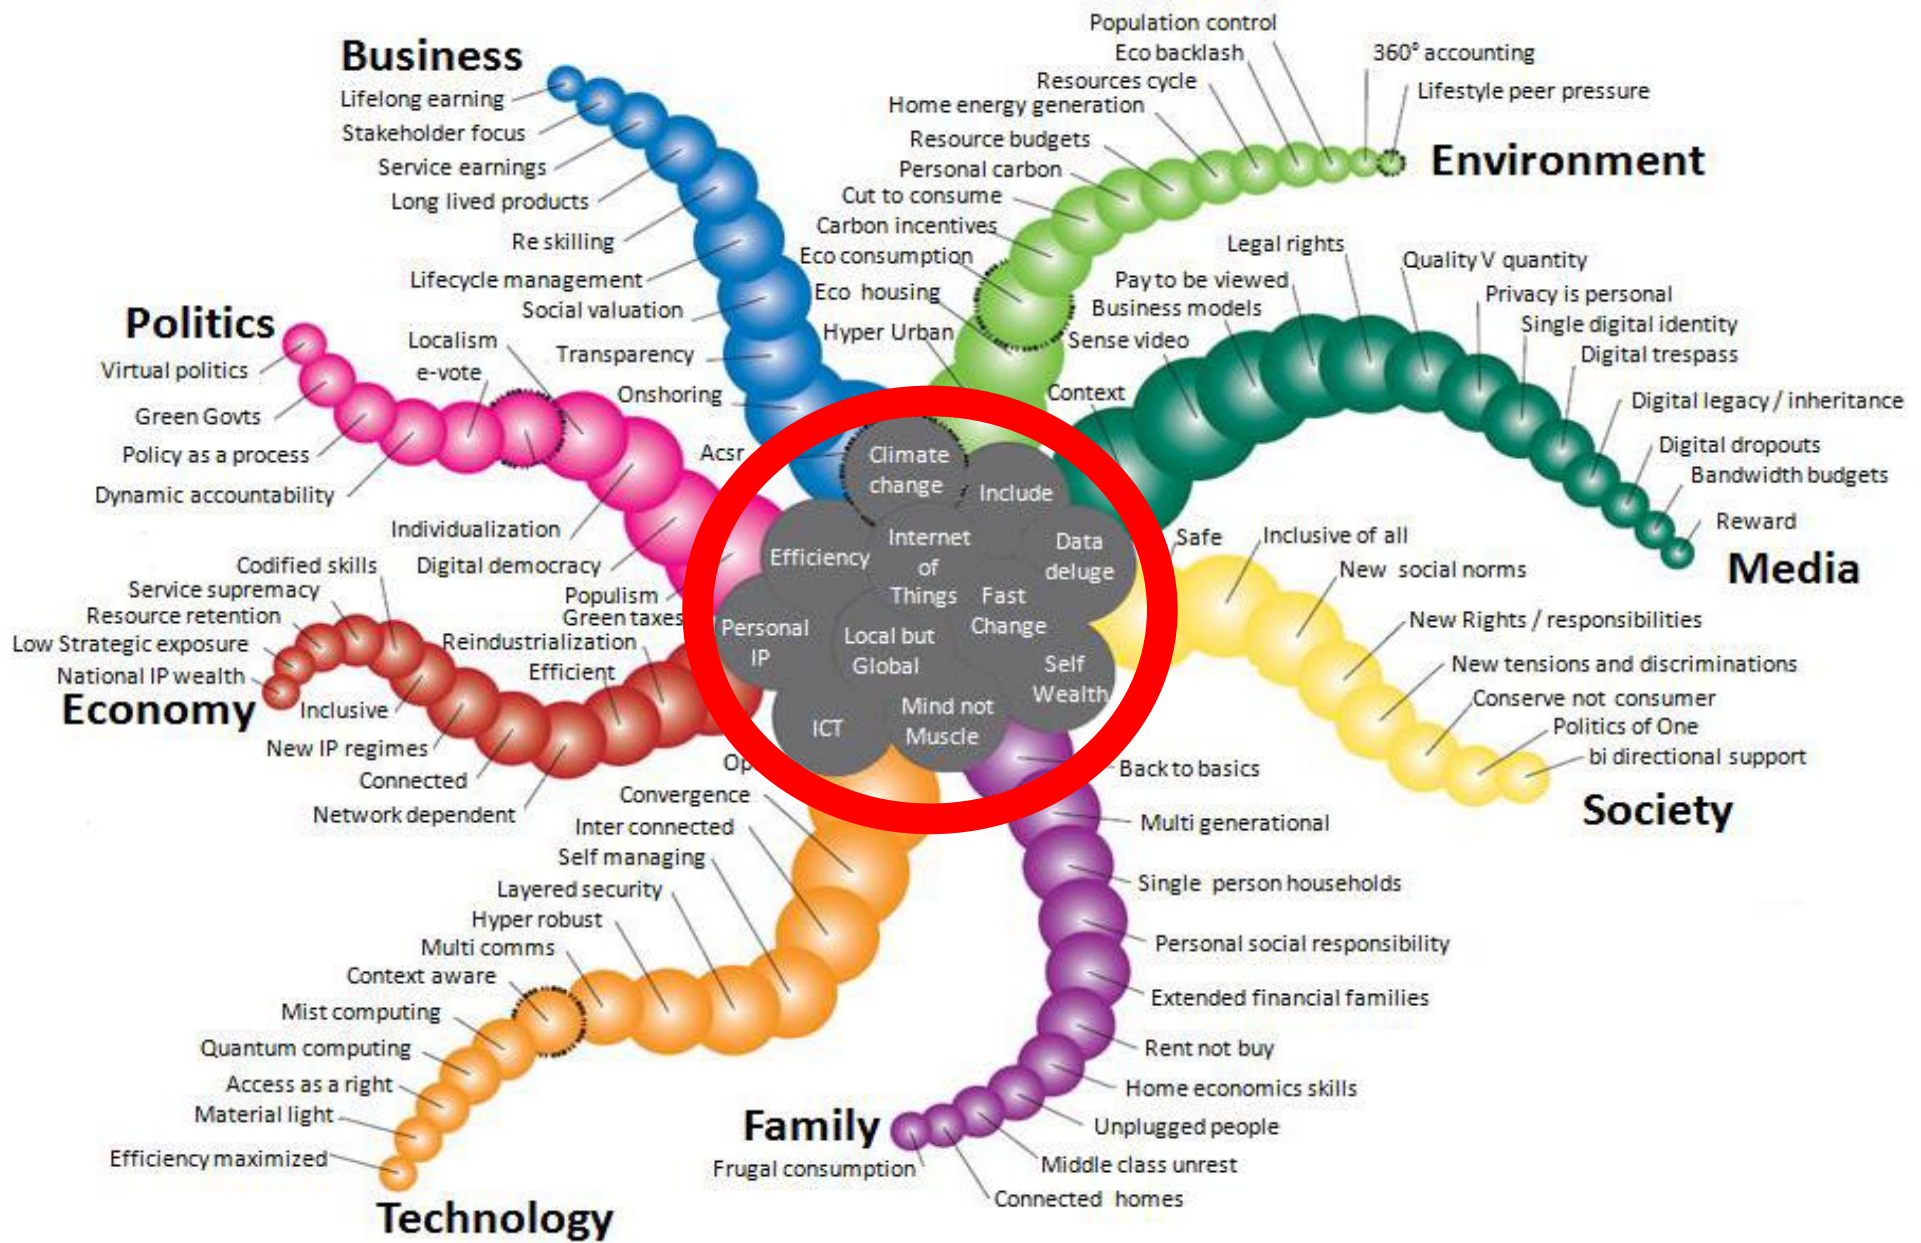 Business
Lifelong earning
Stakeholder focus
Service earnings
Long lived products
Re skilling
Lifecycle management
Social valuation
Transparency
Onshoring
Acsr
Population control
Eco backlash
Resources cycle
Home energy generation
Resource budgets
Personal carbon
Cut to consume
Carbon incentives
Eco consumption
Eco housing
Hyper Urban
360° accounting
Lifestyle peer pressure
Environment
Legal rights
Pay to be viewed
Business models
Sense video
Context
Quality V quantity
Privacy is personal
Single digital identity
Digital trespass
Digital legacy / inheritance
Digital dropouts
Bandwidth budgets
Reward
Media
Politics
Localism
e-vote
Virtual politics
Green Govts
Policy as a process
Dynamic accountability
Individualization
Digital democracy
Populism
Green taxes
Climate
change
Include
Efficiency
Internet
of
Things
Data
deluge
Fast
Change
Personal
IP
Local but
Global
Self
Wealth
ICT
Mind not
Muscle
Safe
Inclusive of all
New social norms
New Rights / responsibilities
New tensions and discriminations
Conserve not consumer
Politics of One
bi directional support
Society
Codified skills
Service supremacy
Resource retention
Low Strategic exposure
National IP wealth
Economy
Reindustrialization
Efficient
Inclusive
New IP regimes
Connected
Network dependent
Op
Convergence
Inter connected
Self managing
Layered security
Hyper robust
Multi comms
Context aware
Mist computing
Quantum computing
Access as a right
Material light
Efficiency maximized
Technology
Back to basics
Multi generational
Single person households
Personal social responsibility
Extended financial families
Rent not buy
Home economics skills
Unplugged people
Middle class unrest
Connected homes
Family
Frugal consumption